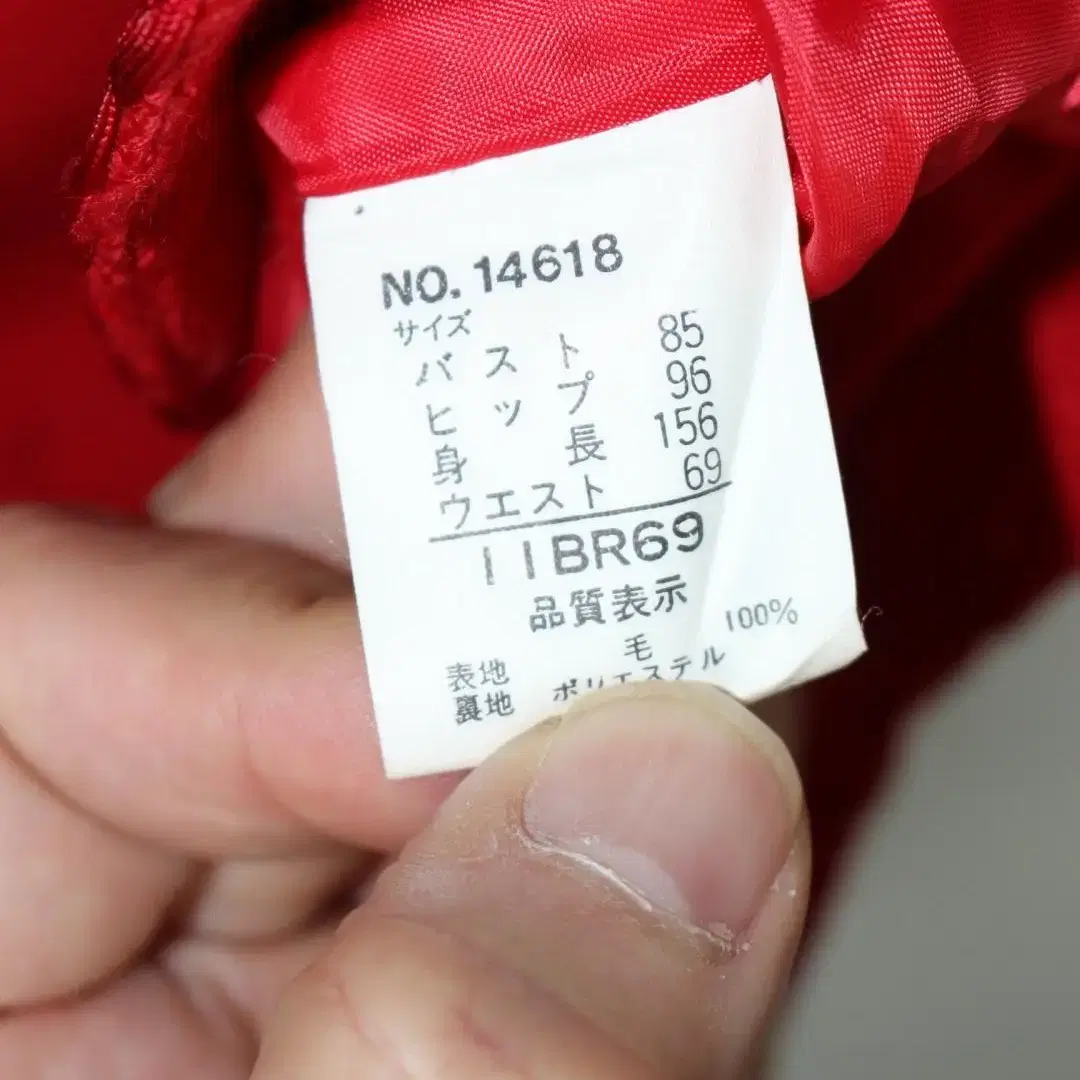 NO. 14618
サイズ
バスト 85
ヒップ 96
身長 156
ウエスト 69
11BR69
品質表示
表地 毛 100%
裏地 ポリエステル